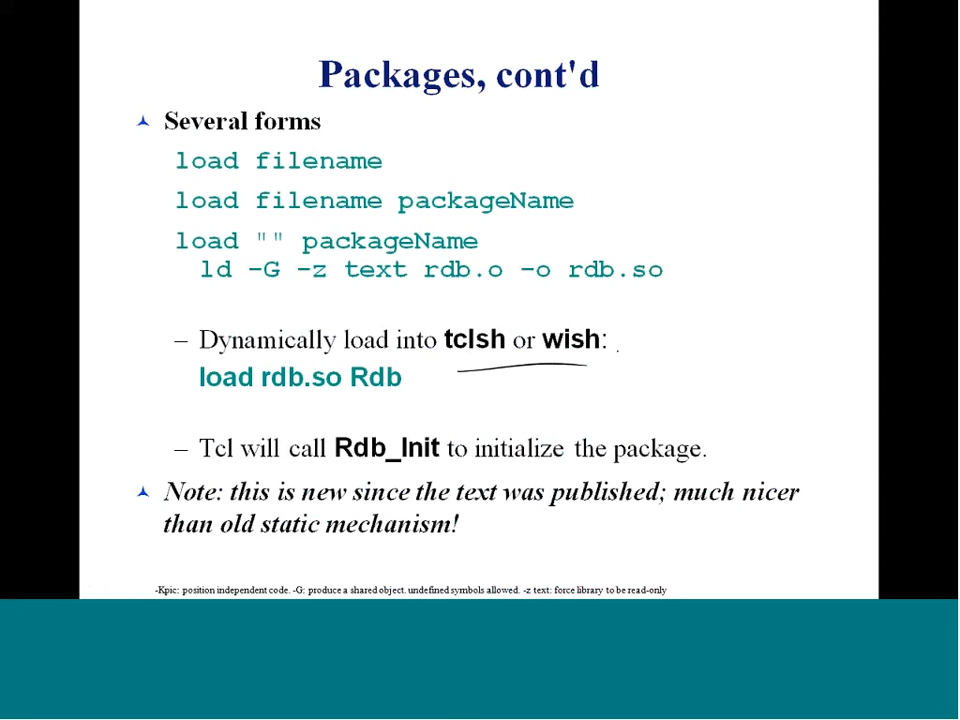 Packages, cont'd
Several forms
load filename
load filename packageName
load "" packageName
ld -G -z text rdb.o -o rdb.so
– Dynamically load into tclsh or wish:
load rdb.so Rdb
– Tcl will call Rdb_Init to initialize the package.
Note: this is new since the text was published; much nicer
than old static mechanism!
-Kpic: position independent code. -G: produce a shared object. undefined symbols allowed. -z text: force library to be read-only